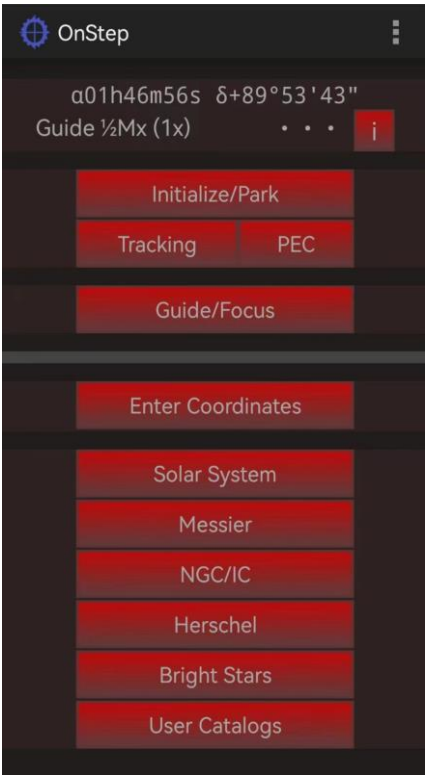 OnStep
α01h46m56s δ+89°53'43"
Guide ½Mx (1x) · · · i
Initialize/Park
Tracking PEC
Guide/Focus
Enter Coordinates
Solar System
Messier
NGC/IC
Herschel
Bright Stars
User Catalogs